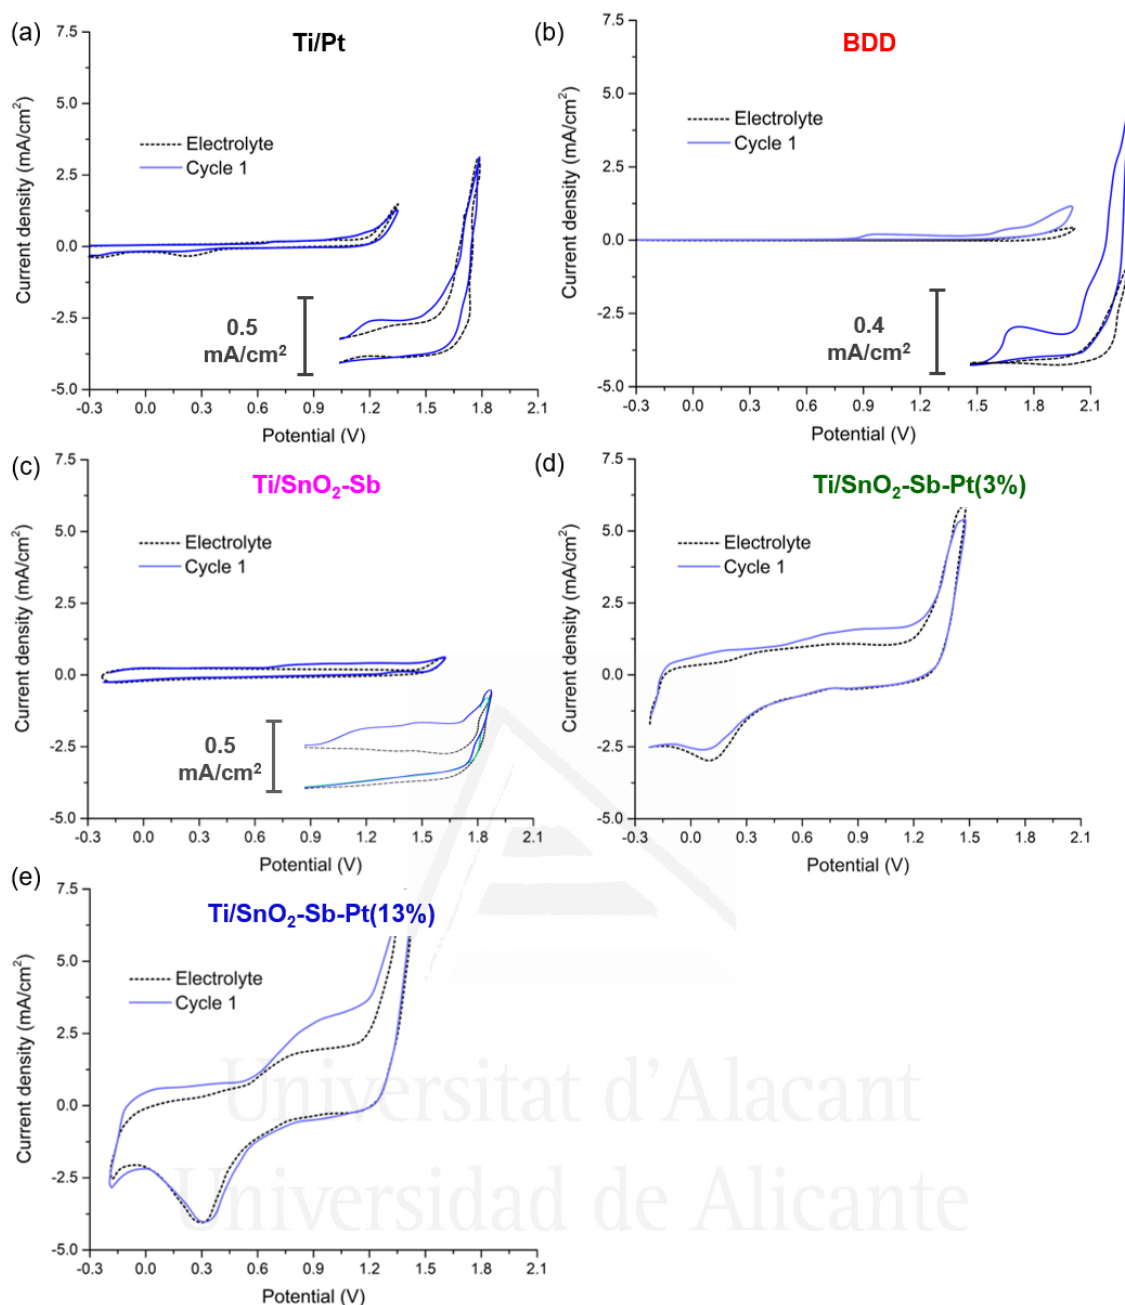 (a)
Ti/Pt
7.5
5.0
2.5
0.0
-2.5
-5.0
Current density (mA/cm²)
Electrolyte
Cycle 1
0.5
mA/cm²
-0.3 0.0 0.3 0.6 0.9 1.2 1.5 1.8 2.1
Potential (V)
(b)
BDD
7.5
5.0
2.5
0.0
-2.5
-5.0
Current density (mA/cm²)
Electrolyte
Cycle 1
0.4
mA/cm²
-0.3 0.0 0.3 0.6 0.9 1.2 1.5 1.8 2.1
Potential (V)
(c)
Ti/SnO₂-Sb
7.5
5.0
2.5
0.0
-2.5
-5.0
Current density (mA/cm²)
Electrolyte
Cycle 1
0.5
mA/cm²
-0.3 0.0 0.3 0.6 0.9 1.2 1.5 1.8 2.1
Potential (V)
(d)
Ti/SnO₂-Sb-Pt(3%)
7.5
5.0
2.5
0.0
-2.5
-5.0
Current density (mA/cm²)
Electrolyte
Cycle 1
-0.3 0.0 0.3 0.6 0.9 1.2 1.5 1.8 2.1
Potential (V)
(e)
Ti/SnO₂-Sb-Pt(13%)
7.5
5.0
2.5
0.0
-2.5
-5.0
Current density (mA/cm²)
Electrolyte
Cycle 1
-0.3 0.0 0.3 0.6 0.9 1.2 1.5 1.8 2.1
Potential (V)
Universitat d'Alacant
Universidad de Alicante